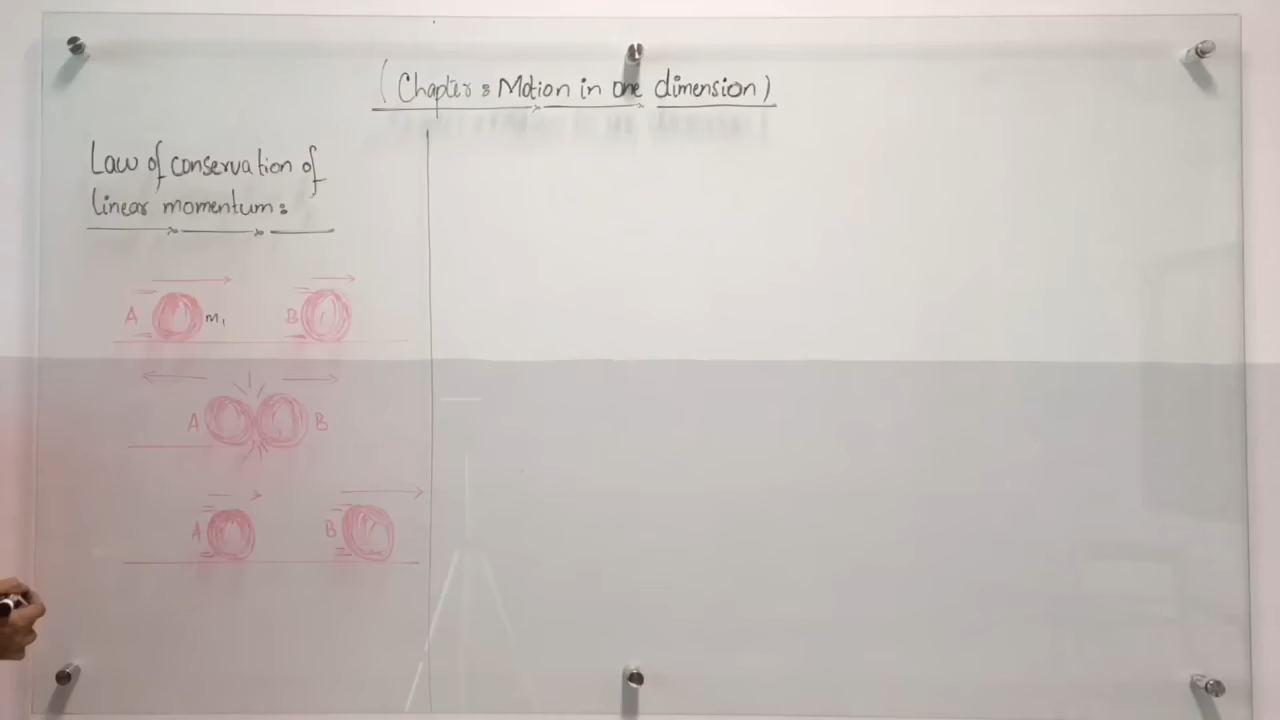 (Chapter : Motion in one dimension)
Law of conservation of
linear momentum:
A m₁ B
A B
A B